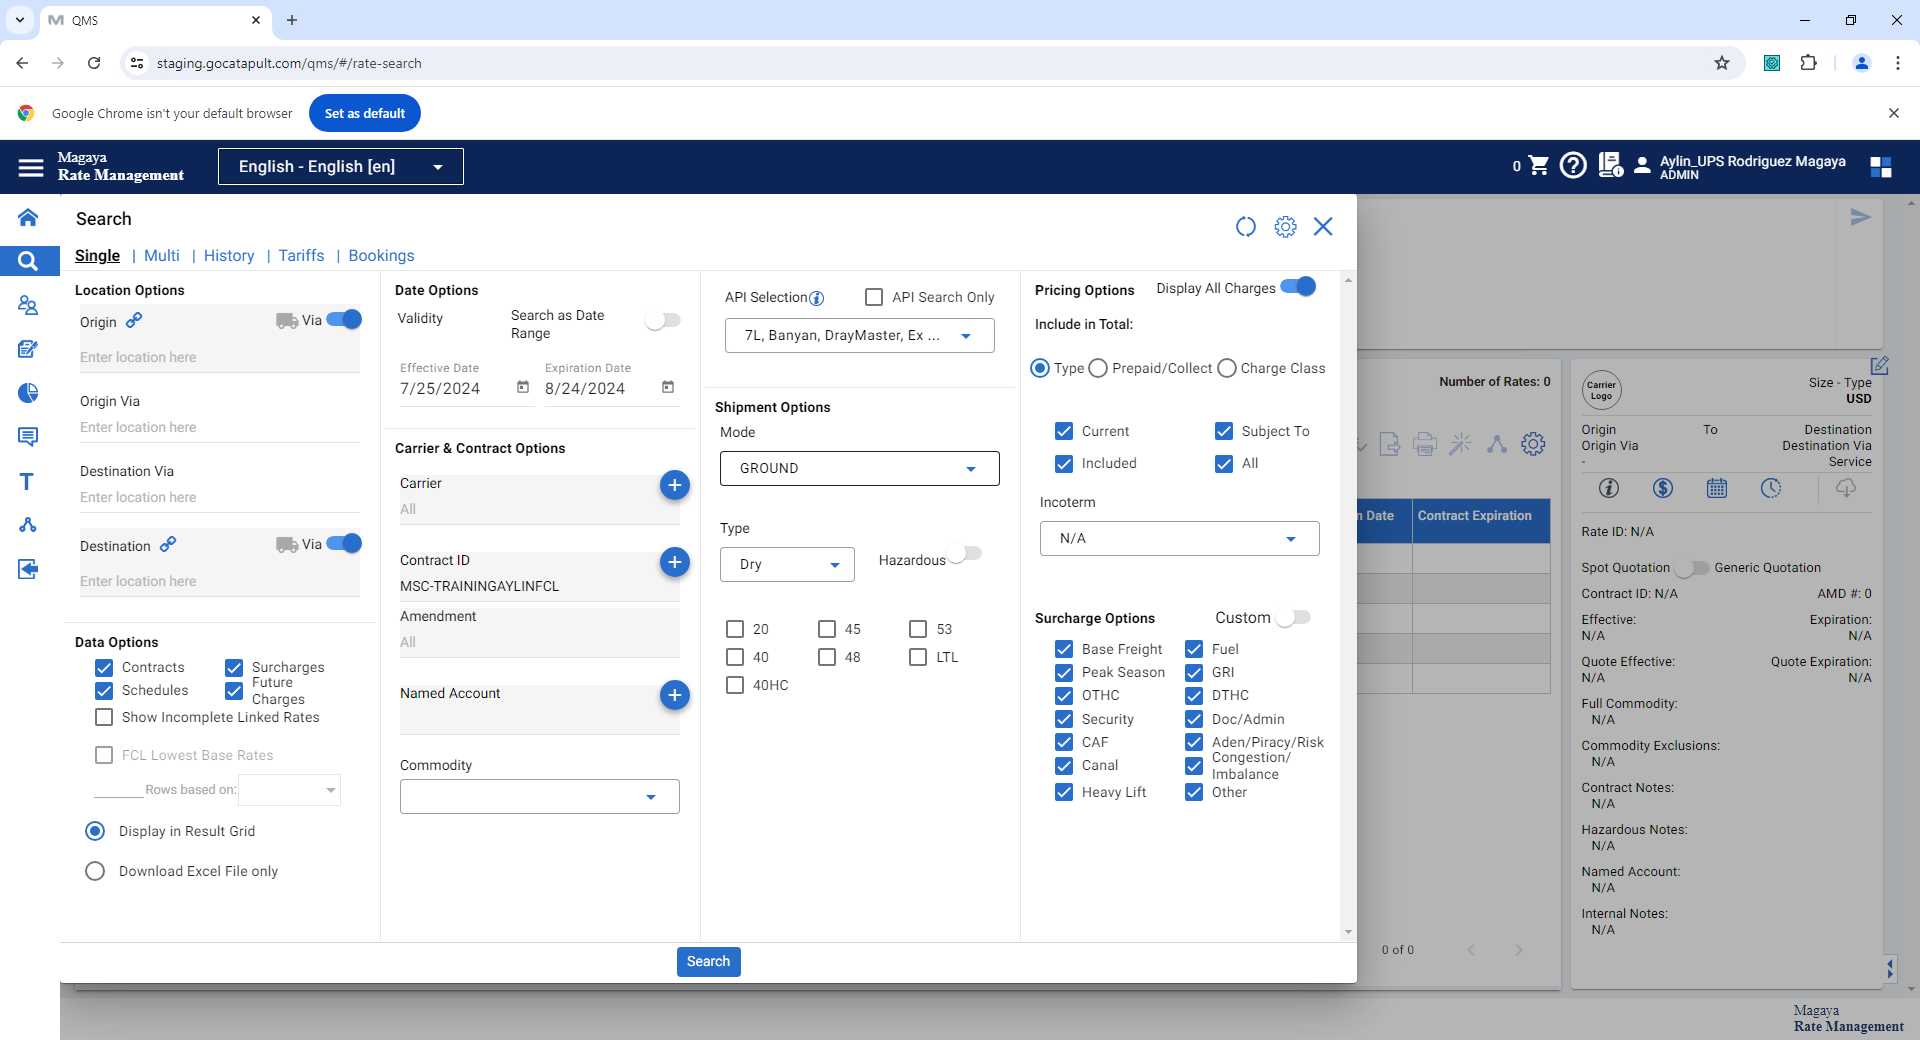 QMS
staging.gocatapult.com/qms/#/rate-search
Google Chrome isn't your default browser
Set as default
Magaya
Rate Management
English - English [en]
0
Aylin_UPS Rodriguez Magaya
ADMIN
Search
Single | Multi | History | Tariffs | Bookings
Location Options
Origin
Via
Enter location here
Origin Via
Enter location here
Destination Via
Enter location here
Destination
Via
Enter location here
Data Options
Contracts
Surcharges
Schedules
Future
Charges
Show Incomplete Linked Rates
FCL Lowest Base Rates
Rows based on:
Display in Result Grid
Download Excel File only
Date Options
Validity
Search as Date
Range
Effective Date
7/25/2024
Expiration Date
8/24/2024
Carrier & Contract Options
Carrier
All
Contract ID
MSC-TRAININGAYLINFCL
Amendment
All
Named Account
Commodity
API Selection
API Search Only
7L, Banyan, DrayMaster, Ex ...
Shipment Options
Mode
GROUND
Type
Dry
Hazardous
20
45
53
40
48
LTL
40HC
Pricing Options
Display All Charges
Include in Total:
Type
Prepaid/Collect
Charge Class
Current
Subject To
Included
All
Incoterm
N/A
Surcharge Options
Custom
Base Freight
Fuel
Peak Season
GRI
OTHC
DTHC
Security
Doc/Admin
CAF
Aden/Piracy/Risk
Canal
Congestion/
Imbalance
Heavy Lift
Other
Search
Number of Rates: 0
n Date
Contract Expiration
0 of 0
Carrier
Logo
Size - Type
USD
Origin
To
Destination
Origin Via
Destination Via
-
Service
Rate ID: N/A
Spot Quotation
Generic Quotation
Contract ID: N/A
AMD #: 0
Effective:
Expiration:
N/A
N/A
Quote Effective:
Quote Expiration:
N/A
N/A
Full Commodity:
N/A
Commodity Exclusions:
N/A
Contract Notes:
N/A
Hazardous Notes:
N/A
Named Account:
N/A
Internal Notes:
N/A
Magaya
Rate Management